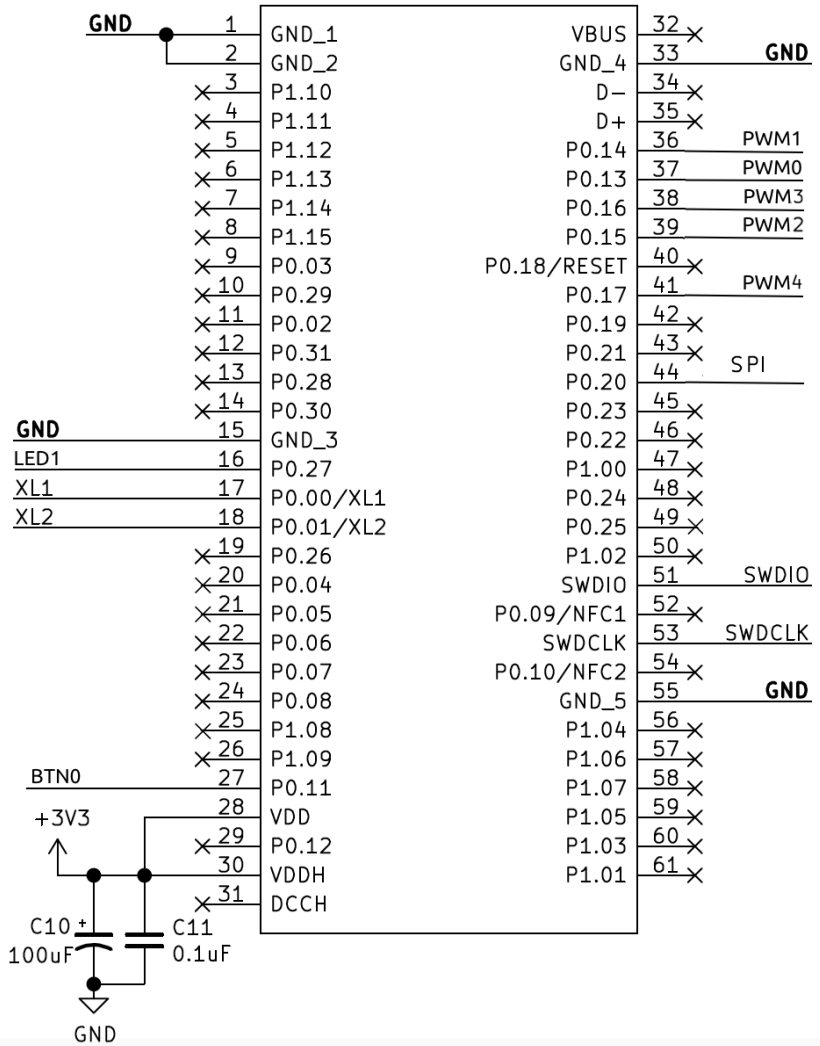 GND 1 GND_1 VBUS 32
2 GND_2 GND_4 33 GND
3 P1.10 D- 34
4 P1.11 D+ 35
5 P1.12 P0.14 36 PWM1
6 P1.13 P0.13 37 PWM0
7 P1.14 P0.16 38 PWM3
8 P1.15 P0.15 39 PWM2
9 P0.03 P0.18/RESET 40
10 P0.29 P0.17 41 PWM4
11 P0.02 P0.19 42
12 P0.31 P0.21 43
13 P0.28 P0.20 44 SPI
14 P0.30 P0.23 45
GND 15 GND_3 P0.22 46
LED1 16 P0.27 P1.00 47
XL1 17 P0.00/XL1 P0.24 48
XL2 18 P0.01/XL2 P0.25 49
19 P0.26 P1.02 50
20 P0.04 SWDIO 51 SWDIO
21 P0.05 P0.09/NFC1 52
22 P0.06 SWDCLK 53 SWDCLK
23 P0.07 P0.10/NFC2 54
24 P0.08 GND_5 55 GND
25 P1.08 P1.04 56
26 P1.09 P1.06 57
BTN0 27 P0.11 P1.07 58
+3V3 28 VDD P1.05 59
29 P0.12 P1.03 60
30 VDDH P1.01 61
31 DCCH
C10 + C11
100uF 0.1uF
GND